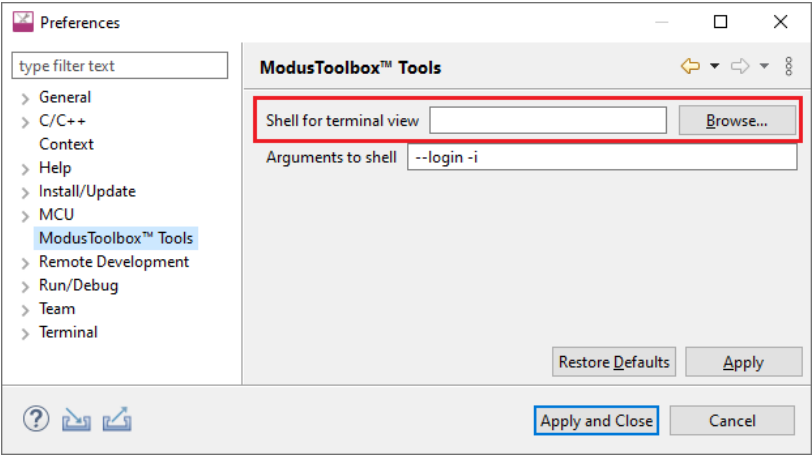 Preferences
type filter text
General
C/C++
Context
Help
Install/Update
MCU
ModusToolbox™ Tools
Remote Development
Run/Debug
Team
Terminal
ModusToolbox™ Tools
Shell for terminal view
Browse...
Arguments to shell --login -i
Restore Defaults Apply
Apply and Close Cancel